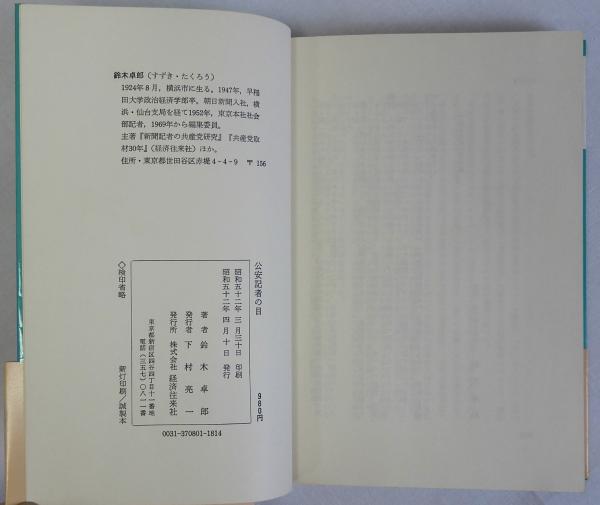 鈴木卓郎(すずき・たくろう)
1924年8月,横浜市に生る。1947年,早稲
田大学政治経済学部卒。朝日新聞入社,横
浜・仙台支局を経て1952年,東京本社社会
部記者,1969年から編集委員。
主著『新聞記者の共産党研究』『共産党取
材30年』(経済往来社)ほか。
住所・東京都世田谷区赤堤4-4-9 〒156
公安記者の目
980円
昭和五十二年 三月三十日 印刷
昭和五十二年 四月十日 発行
著者 鈴木卓郎
発行者 下村亮一
発行所 株式会社 経済往来社
東京都新宿区四谷四丁目十一番地
電話(三五七)〇八一一番
◇検印省略
新灯印刷/誠製本
0031-370801-1814